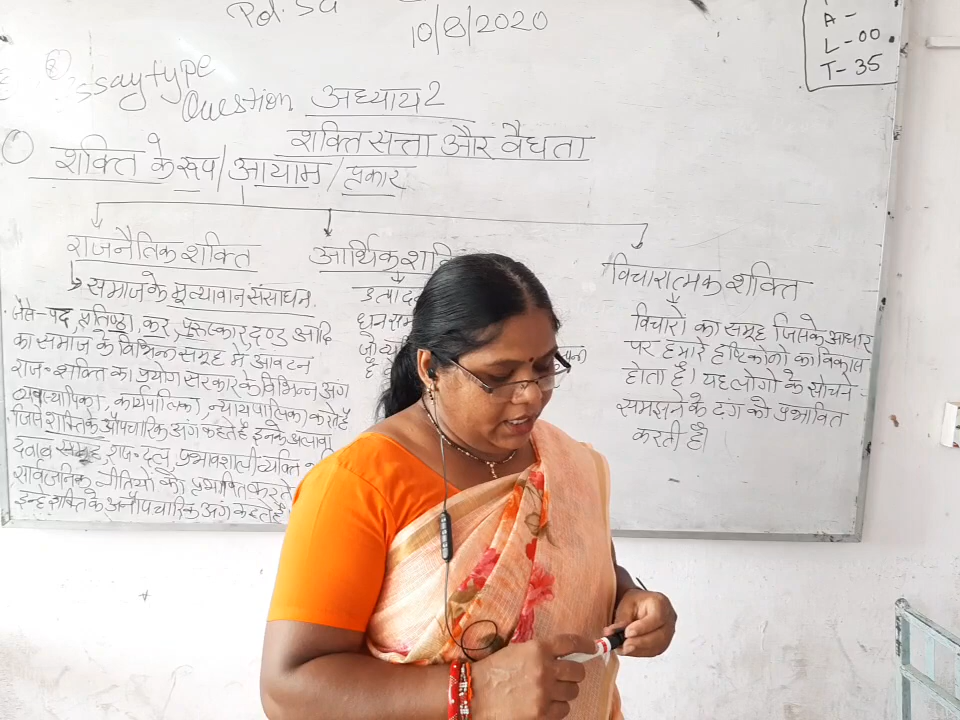 Pol. Sc
10/8/2020
A -
L - 00
T - 35
Essay type
Question
अध्याय 2
शक्ति सत्ता और वैधता
शक्ति के रूप / आयाम / प्रकार
राजनैतिक शक्ति
समाज के मूल्यावान संसाधन
जैसे - पद, प्रतिष्ठा, कर, पुरुस्कार, दण्ड आदि
का समाज के विभिन्न समूह में आवंटन
राज॰ शक्ति का प्रयोग सरकार के विभिन्न अंग
व्यवस्थापिका, कार्यपालिका, न्यायपालिका करते हैं
जिसे शक्ति के औपचारिक अंग कहते हैं इनके अलावा
दवाब समूह, राज॰ दल, प्रभावशाली व्यक्ति
सार्वजनिक नीतियों को प्रभावित करते
इन्हे शक्ति के अनौपचारिक अंग कहते हैं
आर्थिक
विचारात्मक शक्ति
विचारों का समूह जिसके आधार
पर हमारे दृष्टिकोणो का विकास
होता है। यह लोगो के सोचने -
समझने के ढंग को प्रभावित
करती है।